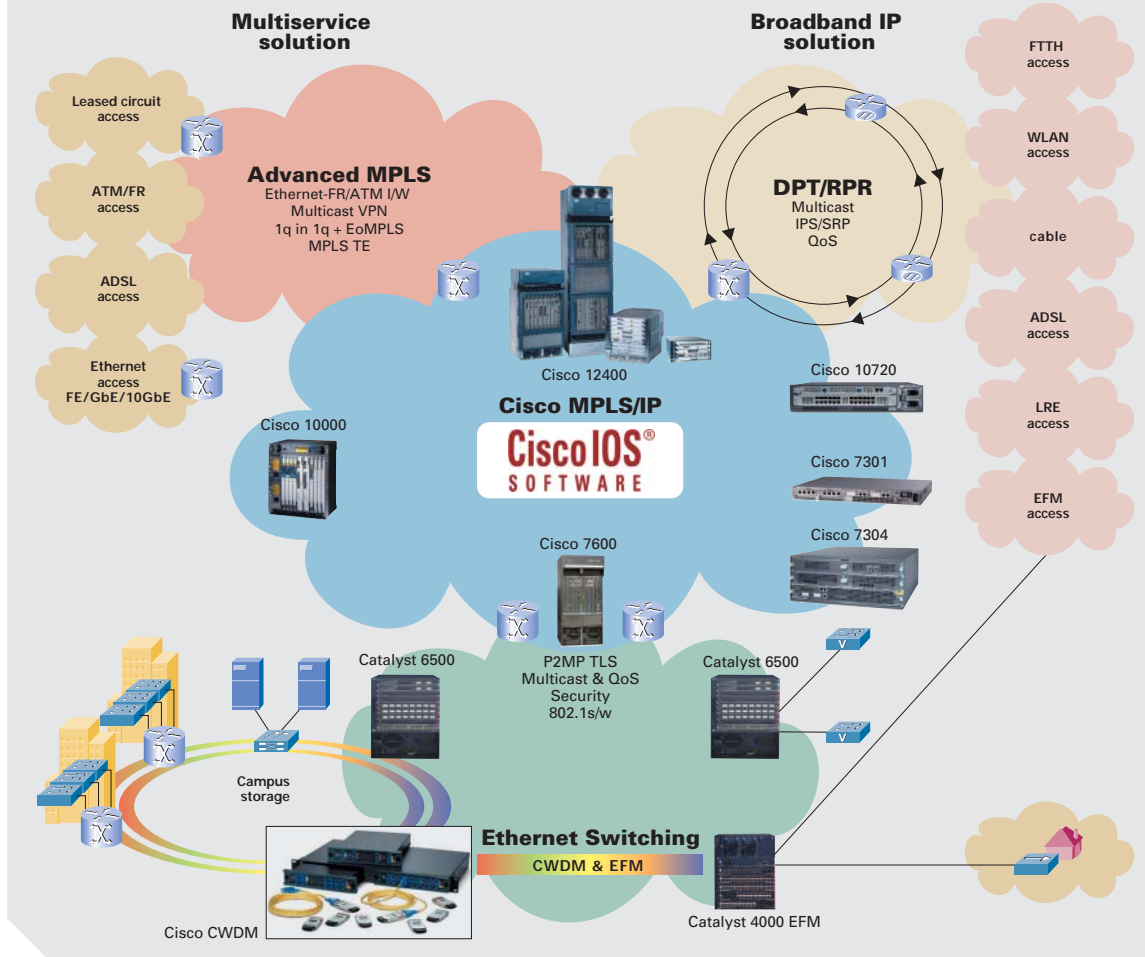 Multiservice
solution
Broadband IP
solution
Leased circuit
access
ATM/FR
access
ADSL
access
Ethernet
access
FE/GbE/10GbE
Advanced MPLS
Ethernet-FR/ATM I/W
Multicast VPN
1q in 1q + EoMPLS
MPLS TE
DPT/RPR
Multicast
IPS/SRP
QoS
FTTH
access
WLAN
access
cable
ADSL
access
LRE
access
EFM
access
Cisco 12400
Cisco MPLS/IP
Cisco IOS®
SOFTWARE
Cisco 10000
Cisco 10720
Cisco 7301
Cisco 7304
Cisco 7600
P2MP TLS
Multicast & QoS
Security
802.1s/w
Catalyst 6500
Catalyst 6500
V
V
Campus
storage
Ethernet Switching
CWDM & EFM
Cisco CWDM
Catalyst 4000 EFM